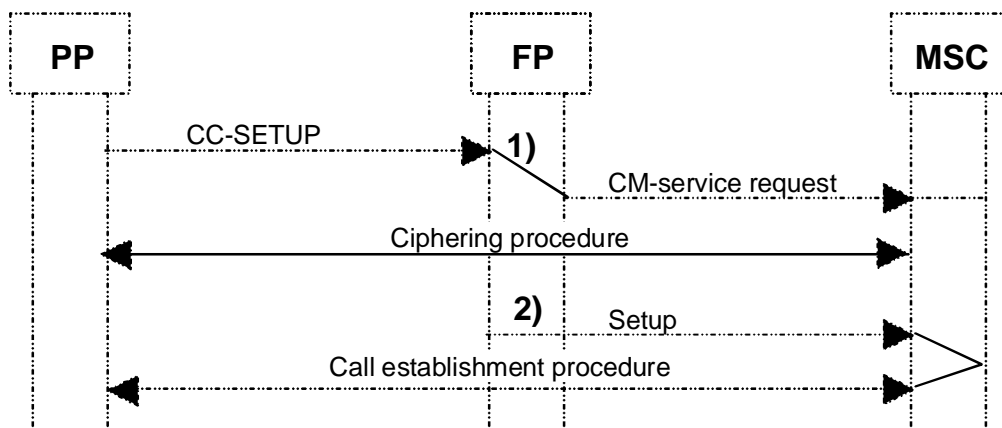 PP
FP
MSC
CC-SETUP
1)
CM-service request
Ciphering procedure
2)
Setup
Call establishment procedure